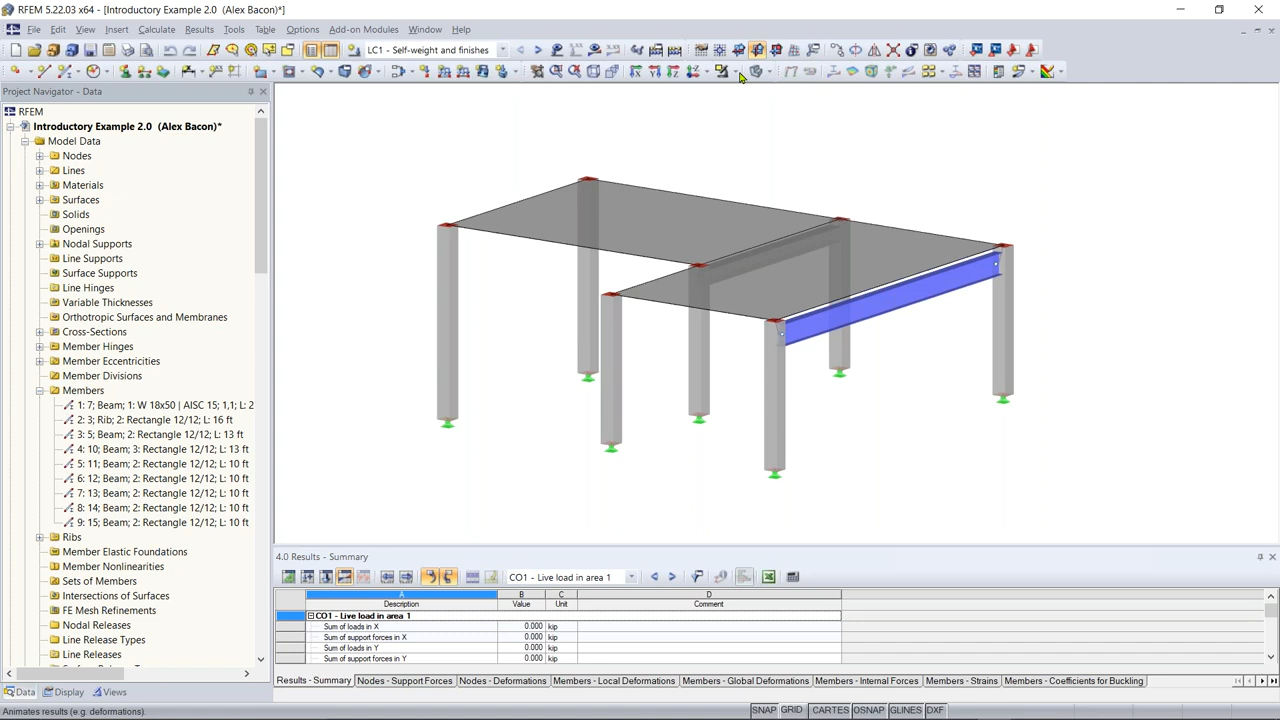 RFEM 5.22.03 x64 - [Introductory Example 2.0 (Alex Bacon)*]
File Edit View Insert Calculate Results Tools Table Options Add-on Modules Window Help
LC1 - Self-weight and finishes
Project Navigator - Data
RFEM
Introductory Example 2.0 (Alex Bacon)*
Model Data
Nodes
Lines
Materials
Surfaces
Solids
Openings
Nodal Supports
Line Supports
Surface Supports
Line Hinges
Variable Thicknesses
Orthotropic Surfaces and Membranes
Cross-Sections
Member Hinges
Member Eccentricities
Member Divisions
Members
1: 7; Beam; 1: W 18x50 | AISC 15; 1,1; L: 2
2: 3; Rib; 2: Rectangle 12/12; L: 16 ft
3: 5; Beam; 2: Rectangle 12/12; L: 13 ft
4: 10; Beam; 3: Rectangle 12/12; L: 13 ft
5: 11; Beam; 2: Rectangle 12/12; L: 10 ft
6: 12; Beam; 2: Rectangle 12/12; L: 10 ft
7: 13; Beam; 2: Rectangle 12/12; L: 10 ft
8: 14; Beam; 2: Rectangle 12/12; L: 10 ft
9: 15; Beam; 2: Rectangle 12/12; L: 10 ft
Ribs
Member Elastic Foundations
Member Nonlinearities
Sets of Members
Intersections of Surfaces
FE Mesh Refinements
Nodal Releases
Line Release Types
Line Releases
Data Display Views
4.0 Results - Summary
CO1 - Live load in area 1
A B C D
Description Value Unit Comment
CO1 - Live load in area 1
Sum of loads in X 0.000 kip
Sum of support forces in X 0.000 kip
Sum of loads in Y 0.000 kip
Sum of support forces in Y 0.000 kip
Results - Summary Nodes - Support Forces Nodes - Deformations Members - Local Deformations Members - Global Deformations Members - Internal Forces Members - Strains Members - Coefficients for Buckling
Animates results (e.g. deformations). SNAP GRID CARTES OSNAP GLINES DXF